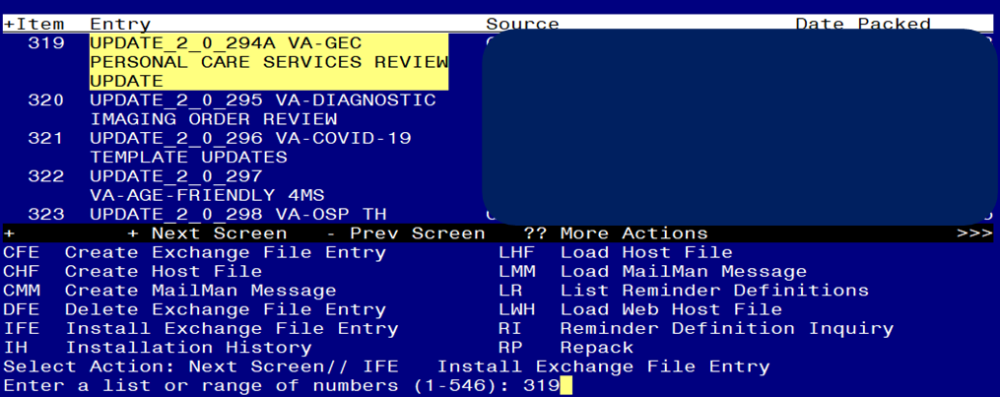 +Item  Entry  Source  Date Packed
319  UPDATE_2_0_294A VA-GEC
PERSONAL CARE SERVICES REVIEW
UPDATE
320  UPDATE_2_0_295 VA-DIAGNOSTIC
IMAGING ORDER REVIEW
321  UPDATE_2_0_296 VA-COVID-19
TEMPLATE UPDATES
322  UPDATE_2_0_297
VA-AGE-FRIENDLY 4MS
323  UPDATE_2_0_298 VA-OSP TH
+  + Next Screen  - Prev Screen  ?? More Actions  >>>
CFE  Create Exchange File Entry  LHF  Load Host File
CHF  Create Host File  LMM  Load MailMan Message
CMM  Create MailMan Message  LR  List Reminder Definitions
DFE  Delete Exchange File Entry  LWH  Load Web Host File
IFE  Install Exchange File Entry  RI  Reminder Definition Inquiry
IH  Installation History  RP  Repack
Select Action: Next Screen// IFE  Install Exchange File Entry
Enter a list or range of numbers (1-546): 319